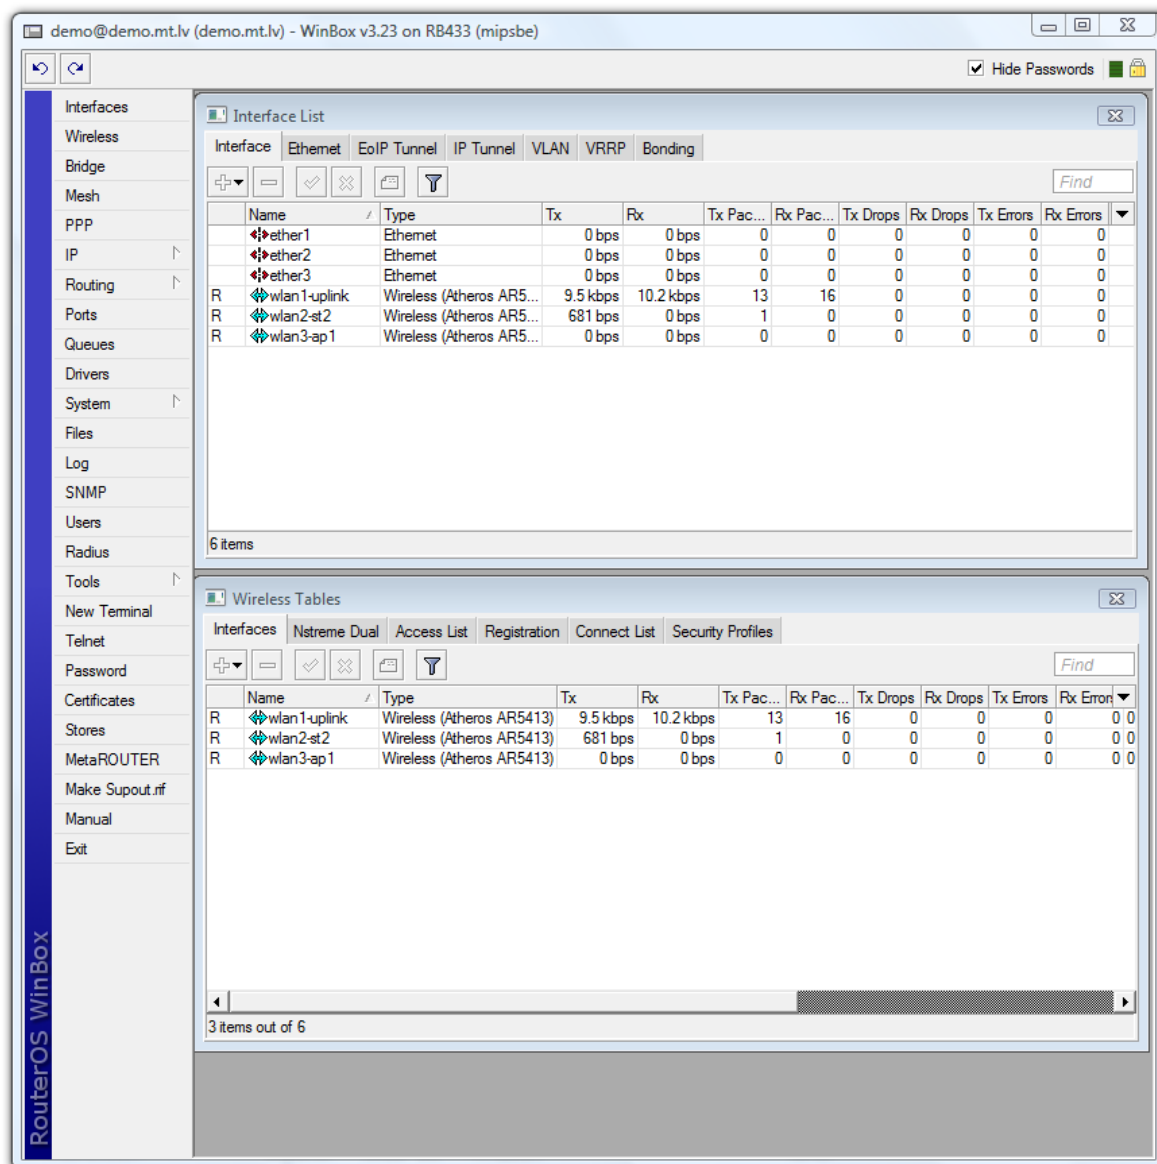 demo@demo.mt.lv (demo.mt.lv) - WinBox v3.23 on RB433 (mipsbe)
Hide Passwords
Interfaces
Wireless
Bridge
Mesh
PPP
IP
Routing
Ports
Queues
Drivers
System
Files
Log
SNMP
Users
Radius
Tools
New Terminal
Telnet
Password
Certificates
Stores
MetaROUTER
Make Supout.rif
Manual
Exit
RouterOS WinBox
Interface List
Interface Ethernet EoIP Tunnel IP Tunnel VLAN VRRP Bonding
Find
Name Type Tx Rx Tx Pac... Rx Pac... Tx Drops Rx Drops Tx Errors Rx Errors
ether1 Ethernet 0 bps 0 bps 0 0 0 0 0 0
ether2 Ethernet 0 bps 0 bps 0 0 0 0 0 0
ether3 Ethernet 0 bps 0 bps 0 0 0 0 0 0
R wlan1-uplink Wireless (Atheros AR5... 9.5 kbps 10.2 kbps 13 16 0 0 0 0
R wlan2-st2 Wireless (Atheros AR5... 681 bps 0 bps 1 0 0 0 0 0
R wlan3-ap1 Wireless (Atheros AR5... 0 bps 0 bps 0 0 0 0 0 0
6 items
Wireless Tables
Interfaces Nstreme Dual Access List Registration Connect List Security Profiles
Find
Name Type Tx Rx Tx Pac... Rx Pac... Tx Drops Rx Drops Tx Errors Rx Error
R wlan1-uplink Wireless (Atheros AR5413) 9.5 kbps 10.2 kbps 13 16 0 0 0 0 0
R wlan2-st2 Wireless (Atheros AR5413) 681 bps 0 bps 1 0 0 0 0 0 0
R wlan3-ap1 Wireless (Atheros AR5413) 0 bps 0 bps 0 0 0 0 0 0 0
3 items out of 6